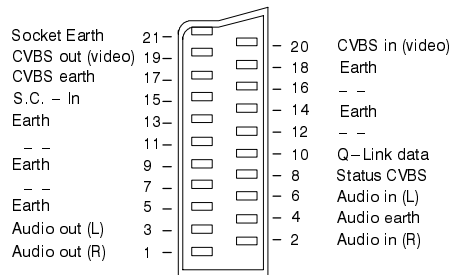 Socket Earth 21
CVBS out (video) 19
CVBS earth 17
S.C. – In 15
Earth 13
– – 11
Earth 9
– – 7
Earth 5
Audio out (L) 3
Audio out (R) 1
20 CVBS in (video)
18 Earth
16 – –
14 Earth
12 – –
10 Q–Link data
8 Status CVBS
6 Audio in (L)
4 Audio earth
2 Audio in (R)